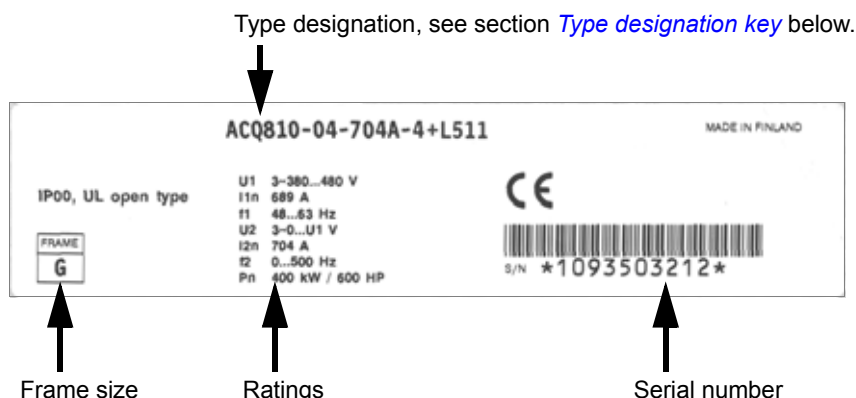 Type designation, see section Type designation key below.
ACQ810-04-704A-4+L511
MADE IN FINLAND
IP00, UL open type
U1 3~380...480 V
I1n 689 A
f1 48...63 Hz
U2 3~0...U1 V
I2n 704 A
f2 0...500 Hz
Pn 400 kW / 600 HP
CE
FRAME
G
S/N *1093503212*
Frame size
Ratings
Serial number